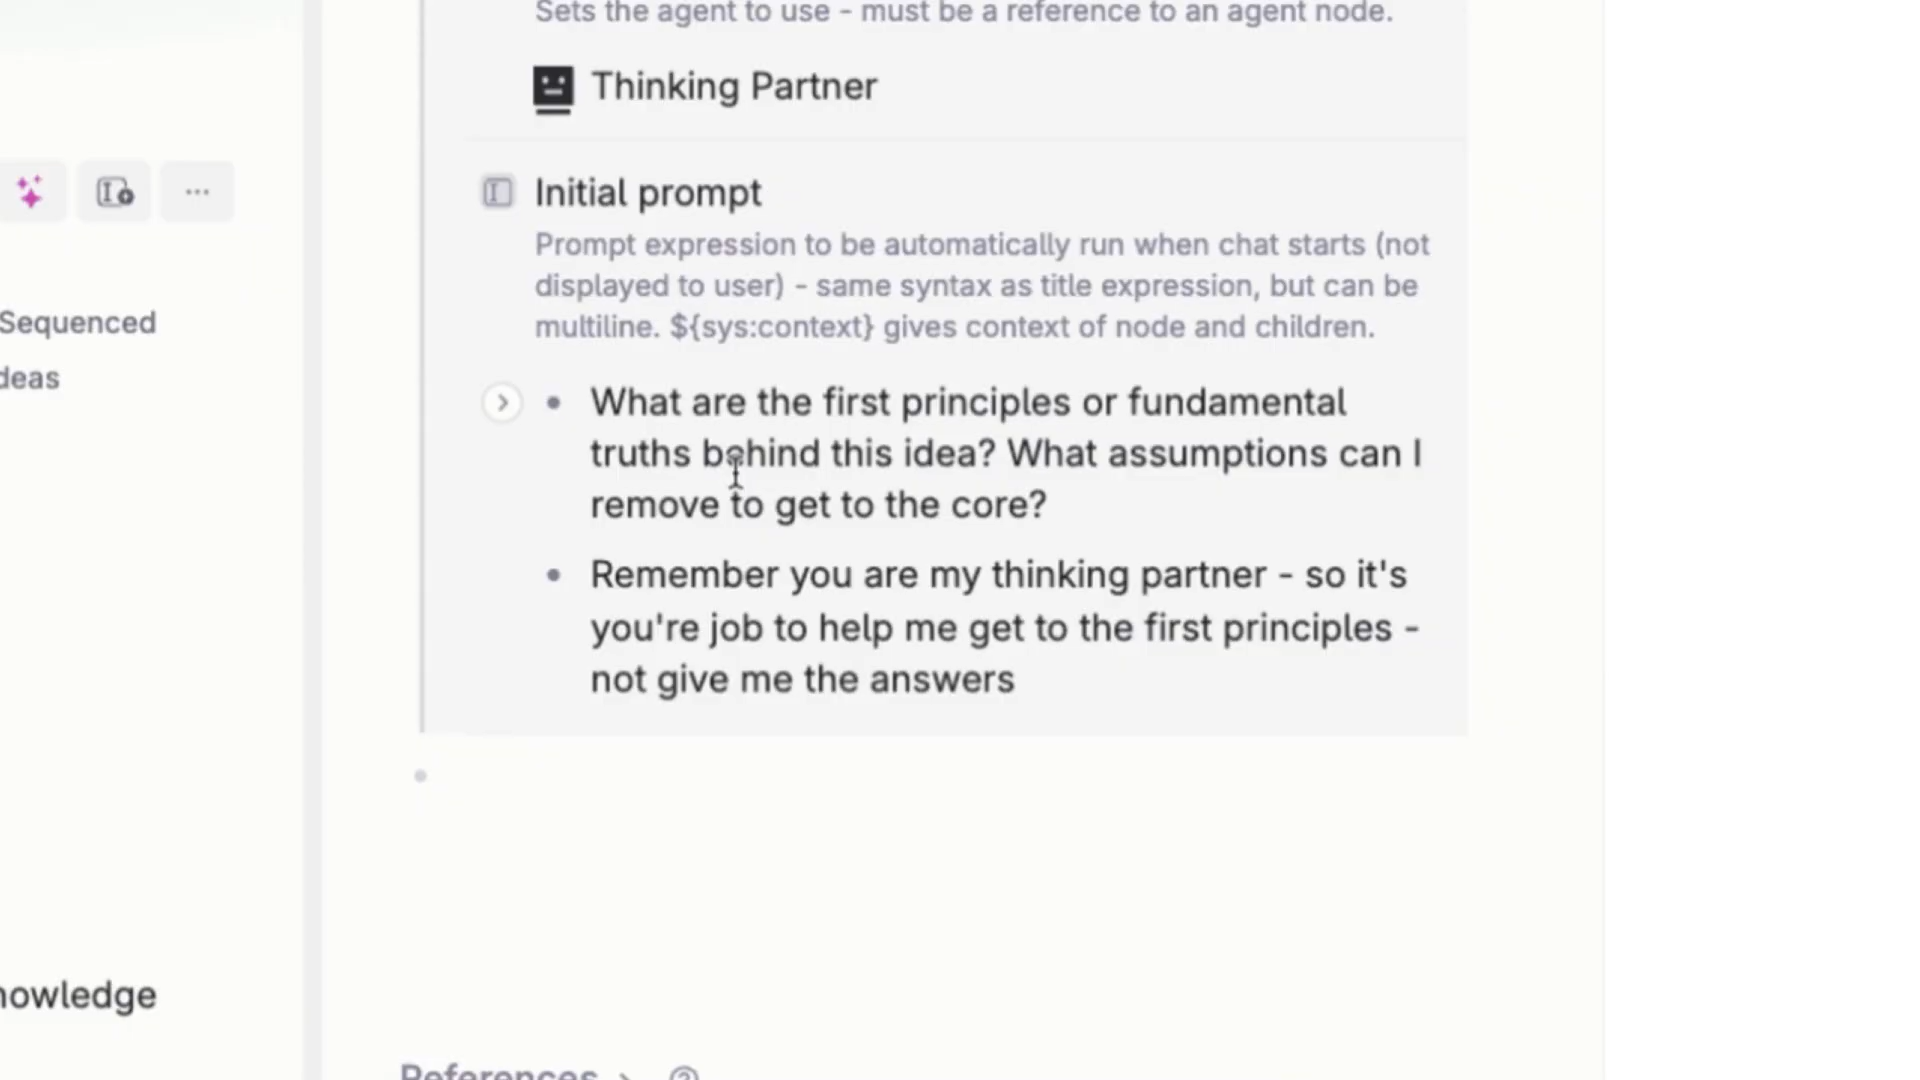 Sets the agent to use - must be a reference to an agent node.
Thinking Partner
Initial prompt
Prompt expression to be automatically run when chat starts (not
displayed to user) - same syntax as title expression, but can be
multiline. ${sys:context} gives context of node and children.
What are the first principles or fundamental
truths behind this idea? What assumptions can I
remove to get to the core?
Remember you are my thinking partner - so it's
you're job to help me get to the first principles -
not give me the answers
Sequenced
deas
nowledge
References